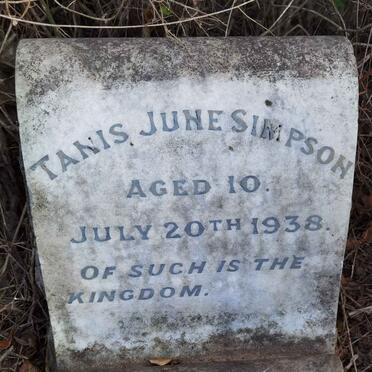 TANIS JUNE SIMPSON
AGED 10.
JULY 20TH 1938.
OF SUCH IS THE
KINGDOM.